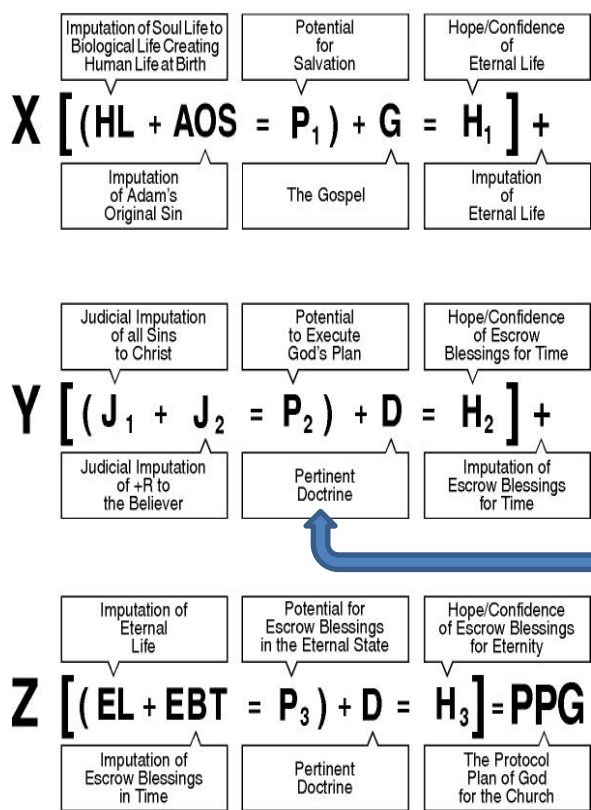 Imputation of Soul Life to
Biological Life Creating
Human Life at Birth
Potential
for
Salvation
Hope/Confidence
of
Eternal Life
X [(HL + AOS = P₁) + G = H₁] +
Imputation
of Adam's
Original Sin
The Gospel
Imputation
of
Eternal Life
Judicial Imputation
of all Sins
to Christ
Potential
to Execute
God's Plan
Hope/Confidence
of Escrow
Blessings for Time
Y [(J₁ + J₂ = P₂) + D = H₂] +
Judicial Imputation
of +R to
the Believer
Pertinent
Doctrine
Imputation of
Escrow Blessings
for Time
Imputation of
Eternal
Life
Potential for
Escrow Blessings
in the Eternal State
Hope/Confidence
of Escrow Blessings
for Eternity
Z [(EL + EBT = P₃) + D = H₃] = PPG
Imputation of
Escrow Blessings
in Time
Pertinent
Doctrine
The Protocol
Plan of God
for the Church